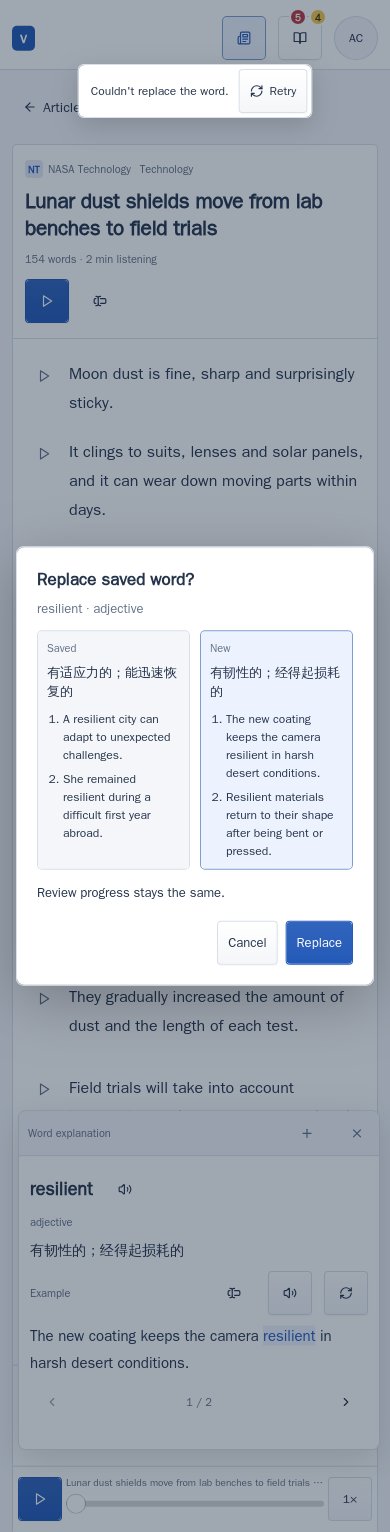 V
5
4
AC
Couldn't replace the word.
Retry
Article
NT NASA Technology Technology
Lunar dust shields move from lab
benches to field trials
154 words · 2 min listening
Moon dust is fine, sharp and surprisingly
sticky.
It clings to suits, lenses and solar panels,
and it can wear down moving parts within
days.
Replace saved word?
resilient · adjective
Saved
有适应力的；能迅速恢
复的
1. A resilient city can
adapt to unexpected
challenges.
2. She remained
resilient during a
difficult first year
abroad.
New
有韧性的；经得起损耗
的
1. The new coating
keeps the camera
resilient in harsh
desert conditions.
2. Resilient materials
return to their shape
after being bent or
pressed.
Review progress stays the same.
Cancel
Replace
They gradually increased the amount of
dust and the length of each test.
Field trials will take into account
Word explanation
resilient
adjective
有韧性的；经得起损耗的
Example
The new coating keeps the camera resilient in
harsh desert conditions.
1 / 2
Lunar dust shields move from lab benches to field trials ···
1×